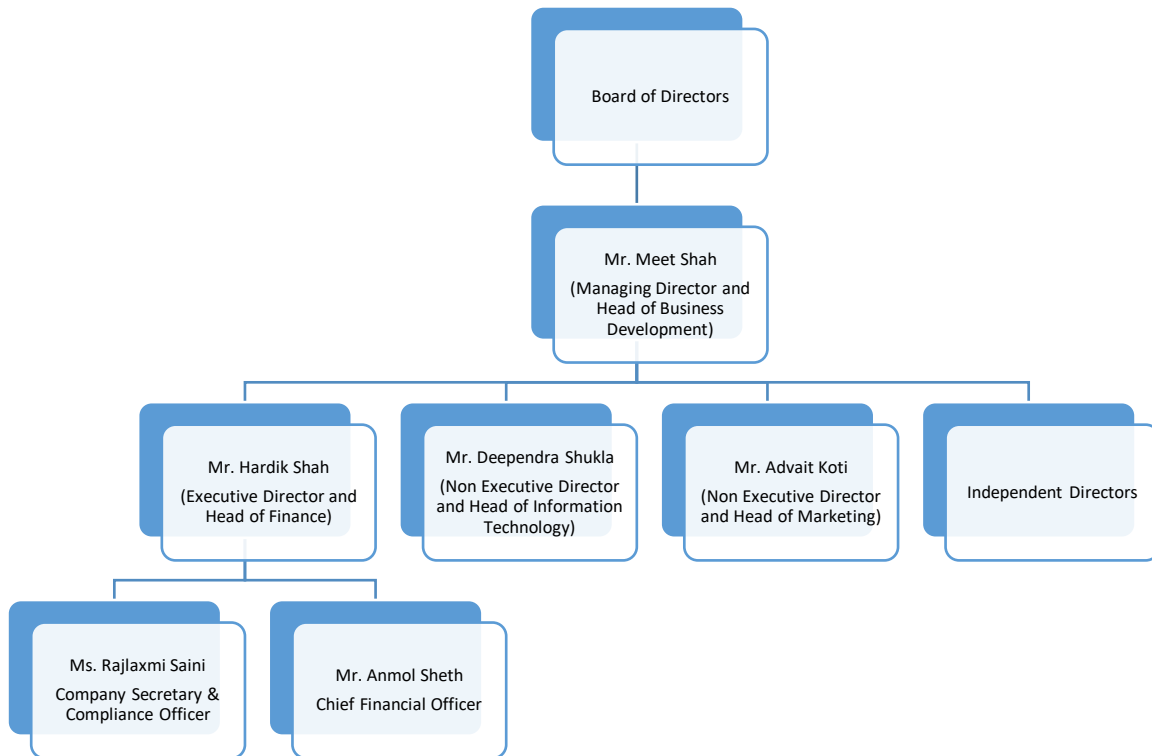 Board of Directors
Mr. Meet Shah
(Managing Director and
Head of Business
Development)
Mr. Hardik Shah
(Executive Director and
Head of Finance)
Mr. Deependra Shukla
(Non Executive Director
and Head of Information
Technology)
Mr. Advait Koti
(Non Executive Director
and Head of Marketing)
Independent Directors
Ms. Rajlaxmi Saini
Company Secretary &
Compliance Officer
Mr. Anmol Sheth
Chief Financial Officer